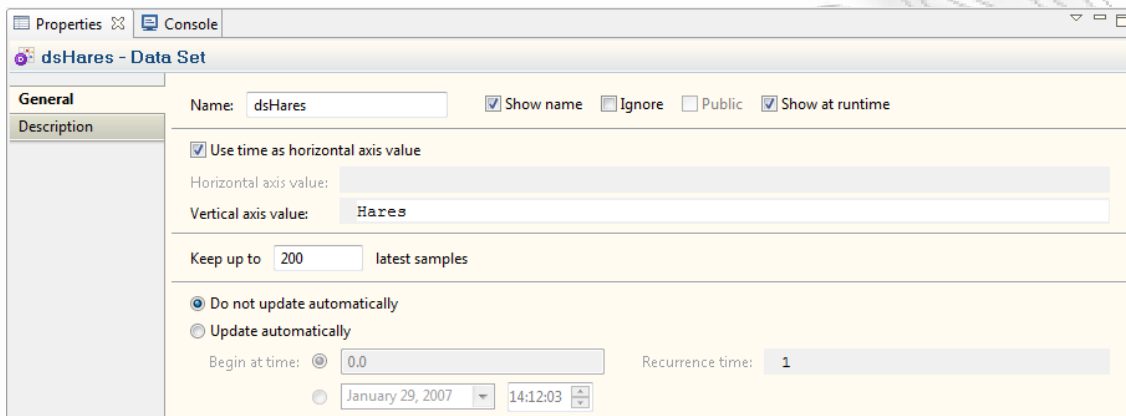 Properties Console
dsHares - Data Set
General
Description
Name: dsHares Show name Ignore Public Show at runtime
Use time as horizontal axis value
Horizontal axis value:
Vertical axis value: Hares
Keep up to 200 latest samples
Do not update automatically
Update automatically
Begin at time: 0.0 Recurrence time: 1
January 29, 2007 14:12:03